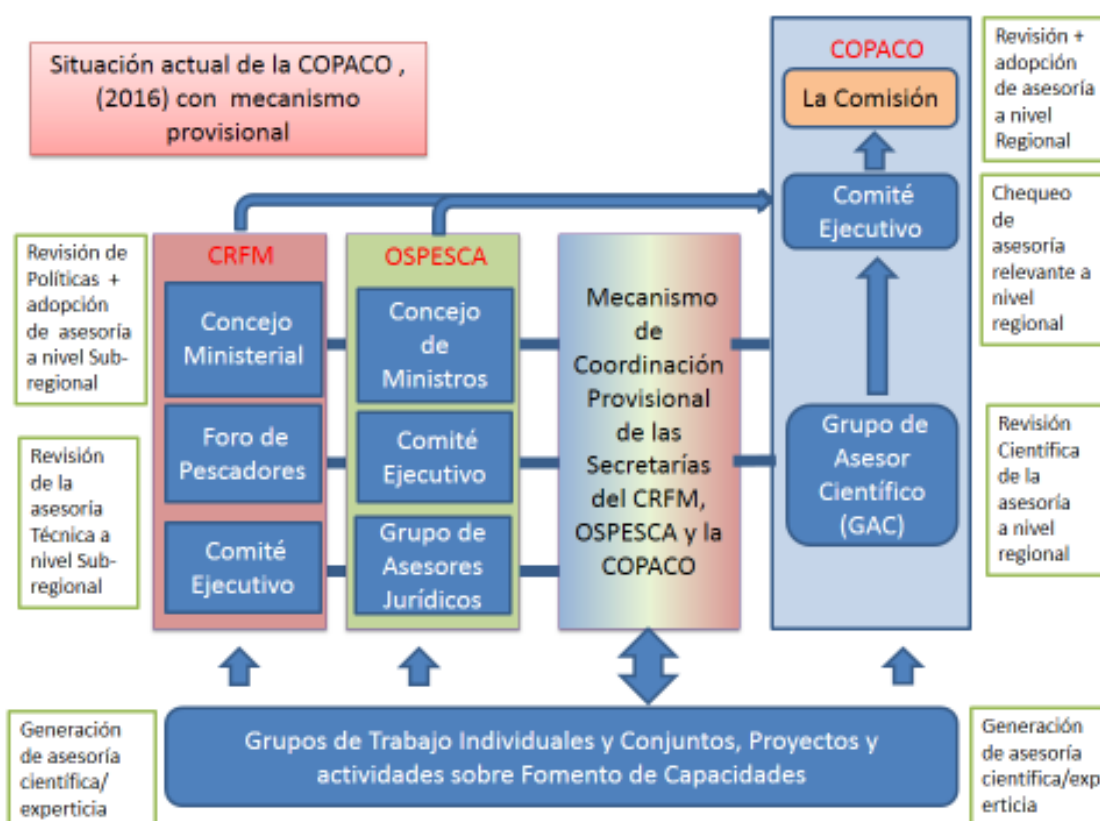 Situación actual de la COPACO ,
(2016) con mecanismo
provisional
COPACO
La Comisión
Comité
Ejecutivo
Grupo de
Asesor
Científico
(GAC)
Revisión +
adopción
de asesoría
a nivel
Regional
Chequeo
de
asesoría
relevante a
nivel
regional
Revisión
Científica
de la
asesoría
a nivel
regional
Revisión de
Políticas +
adopción
de asesoría
a nivel Sub-
regional
Revisión
de la
asesoría
Técnica a
nivel Sub-
regional
CRFM
Concejo
Ministerial
Foro de
Pescadores
Comité
Ejecutivo
OSPESCA
Concejo
de
Ministros
Comité
Ejecutivo
Grupo de
Asesores
Jurídicos
Mecanismo
de
Coordinación
Provisional
de las
Secretarías
del CRFM,
OSPESCA y la
COPACO
Generación
de asesoría
científica/
experticia
Grupos de Trabajo Individuales y Conjuntos, Proyectos y
actividades sobre Fomento de Capacidades
Generación
de asesoría
científica/exp
erticia